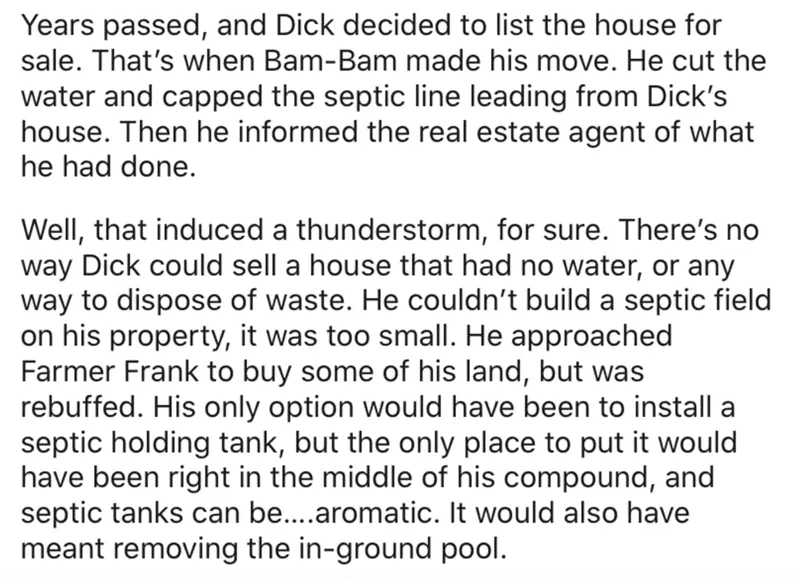 Years passed, and Dick decided to list the house for
sale. That’s when Bam-Bam made his move. He cut the
water and capped the septic line leading from Dick’s
house. Then he informed the real estate agent of what
he had done.
Well, that induced a thunderstorm, for sure. There’s no
way Dick could sell a house that had no water, or any
way to dispose of waste. He couldn’t build a septic field
on his property, it was too small. He approached
Farmer Frank to buy some of his land, but was
rebuffed. His only option would have been to install a
septic holding tank, but the only place to put it would
have been right in the middle of his compound, and
septic tanks can be....aromatic. It would also have
meant removing the in-ground pool.